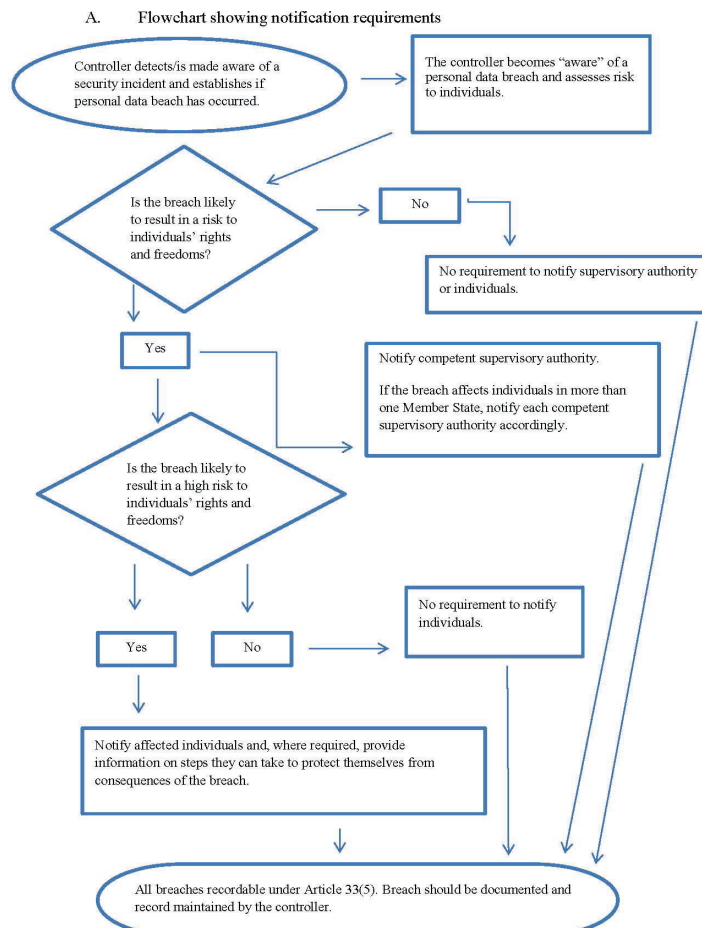 A. Flowchart showing notification requirements
Controller detects/is made aware of a
security incident and establishes if
personal data beach has occurred.
The controller becomes “aware” of a
personal data breach and assesses risk
to individuals.
Is the breach likely
to result in a risk to
individuals’ rights
and freedoms?
No
No requirement to notify supervisory authority
or individuals.
Yes
Notify competent supervisory authority.
If the breach affects individuals in more than
one Member State, notify each competent
supervisory authority accordingly.
Is the breach likely to
result in a high risk to
individuals’ rights and
freedoms?
No requirement to notify
individuals.
Yes
No
Notify affected individuals and, where required, provide
information on steps they can take to protect themselves from
consequences of the breach.
All breaches recordable under Article 33(5). Breach should be documented and
record maintained by the controller.